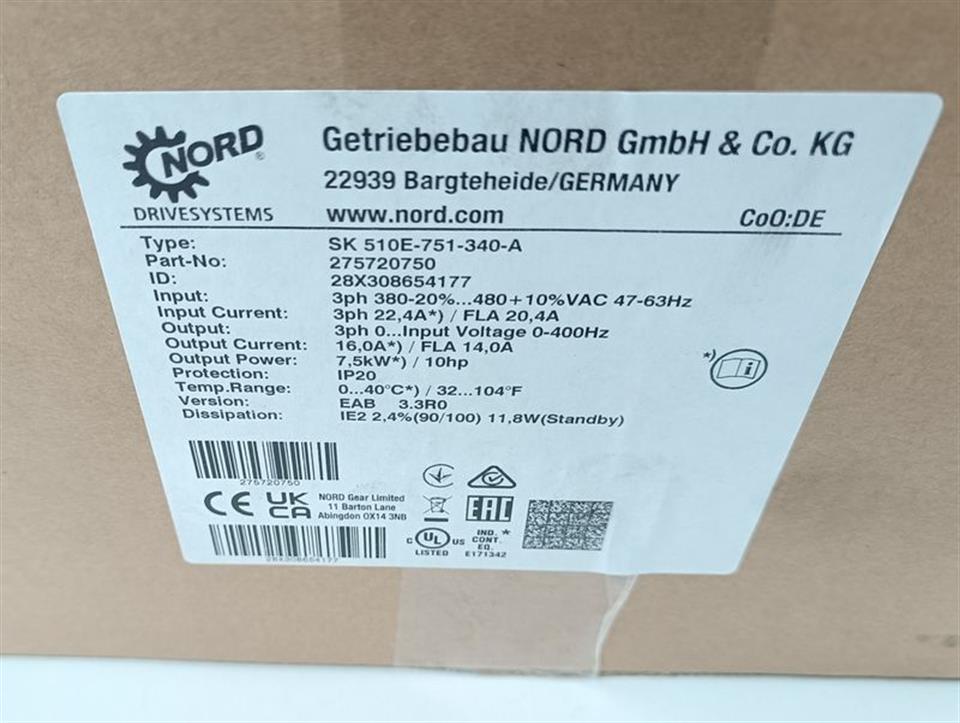 NORD®
DRIVESYSTEMS
Getriebebau NORD GmbH & Co. KG
22939 Bargteheide/GERMANY
www.nord.com
CoO:DE
Type: SK 510E-751-340-A
Part-No: 275720750
ID: 28X308654177
Input: 3ph 380-20%...480+10%VAC 47-63Hz
Input Current: 3ph 22,4A*) / FLA 20,4A
Output: 3ph 0...Input Voltage 0-400Hz
Output Current: 16,0A*) / FLA 14,0A
Output Power: 7,5kW*) / 10hp
Protection: IP20
Temp.Range: 0...40°C*) / 32...104°F
Version: EAB 3.3R0
Dissipation: IE2 2,4%(90/100) 11,8W(Standby)
*)
275720750
CE UK CA
NORD Gear Limited
11 Barton Lane
Abingdon OX14 3NB
EAC
28X308654177
C UL US
LISTED
IND. *
CONT.
EQ.
E171342